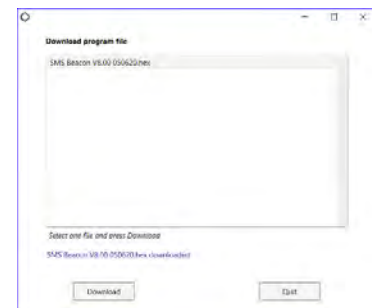 Download program file
SMS Beacon V8.00 050620.hex
Select one file and press Download
SMS Beacon V8.00 050620.hex downloaded
Download
Quit